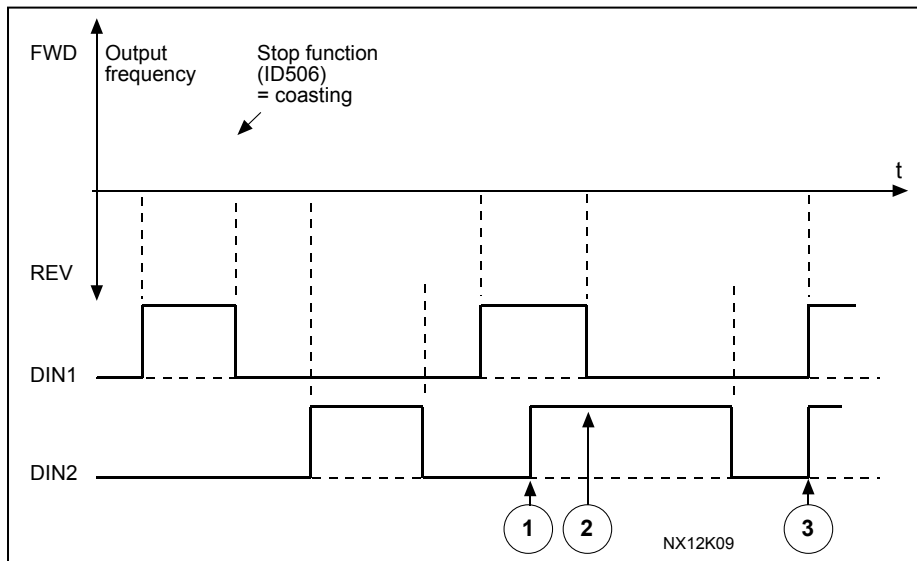 FWD
Output
frequency
Stop function
(ID506)
= coasting
t
REV
DIN1
DIN2
1
2
3
NX12K09